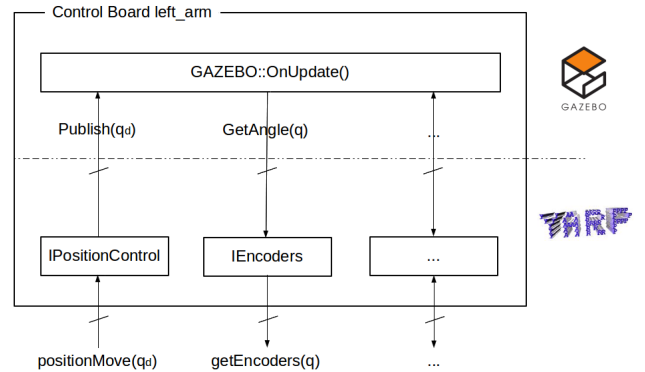 Control Board left_arm
GAZEBO::OnUpdate()
GAZEBO
Publish(qd)
GetAngle(q)
...
YARP
IPositionControl
IEncoders
...
positionMove(qd)
getEncoders(q)
...